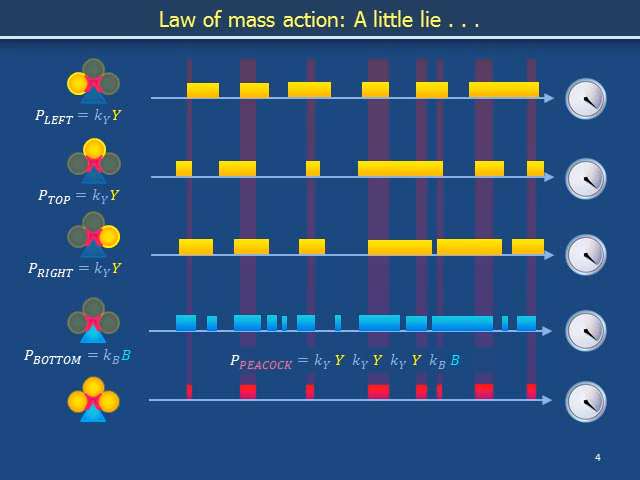 Law of mass action: A little lie . . .
P_LEFT = k_Y Y
P_TOP = k_Y Y
P_RIGHT = k_Y Y
P_BOTTOM = k_B B
P_PEACOCK = k_Y Y k_Y Y k_Y Y k_B B
4